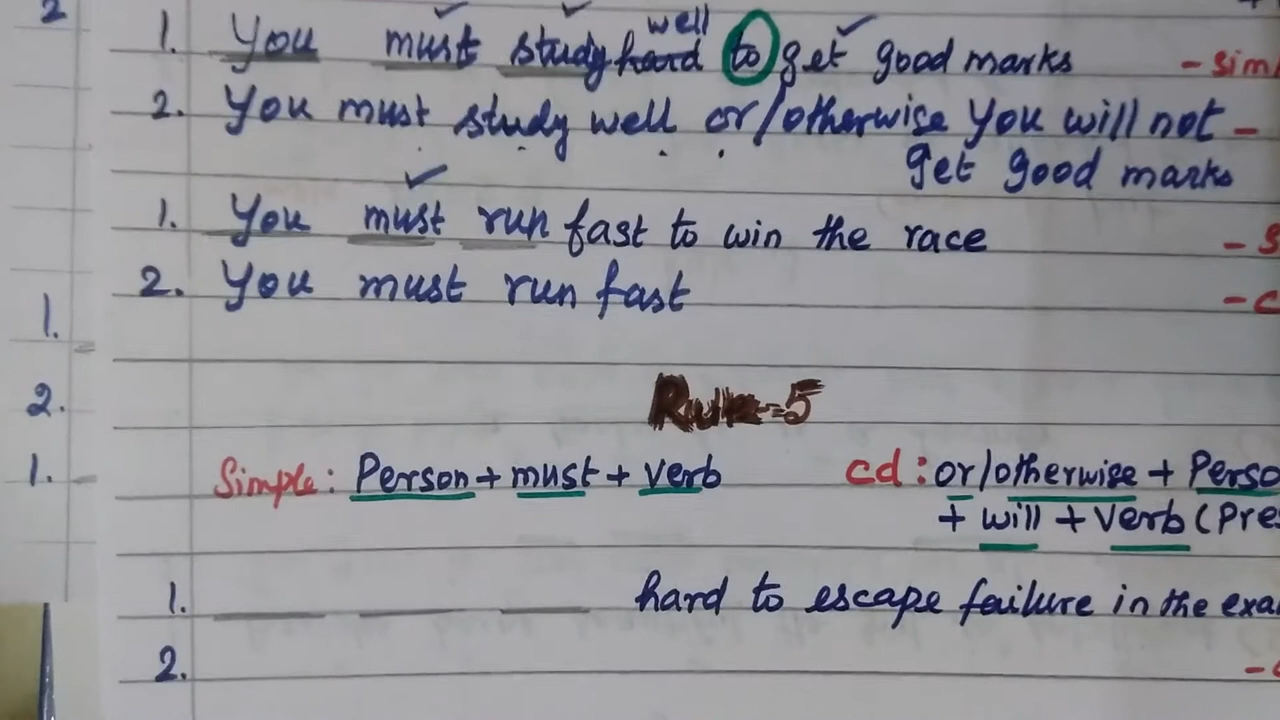 2
well
1. You must study hard to get good marks - sim
2. You must study well or/otherwise you will not -
get good marks
1. You must run fast to win the race - s
2. You must run fast - c
1.
2.
Rule-5
1. Simple: Person + must + verb cd: or/otherwise + Perso
+ will + verb (Pre
1. hard to escape failure in the exa
2. -